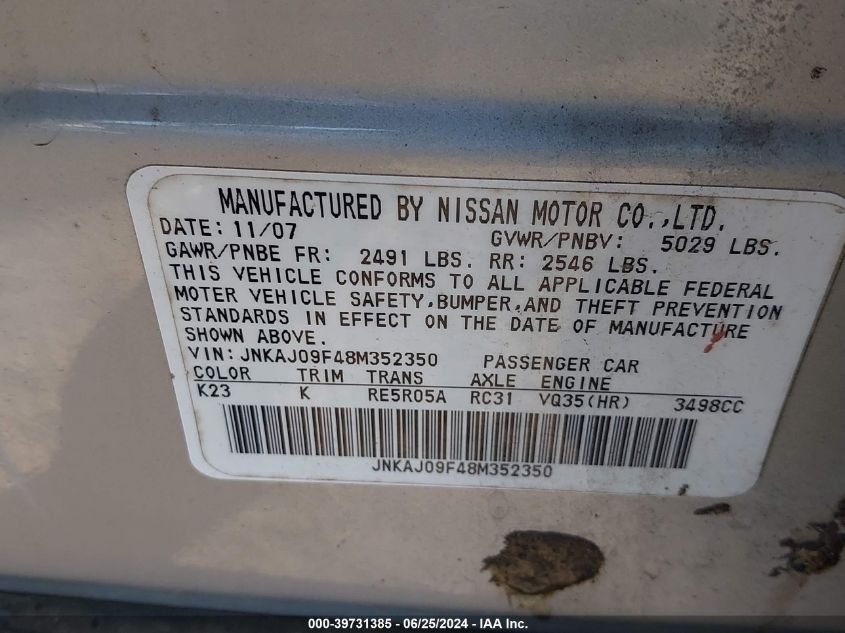 MANUFACTURED BY NISSAN MOTOR CO.,LTD.
DATE: 11/07 GVWR/PNBV: 5029 LBS.
GAWR/PNBE FR: 2491 LBS. RR: 2546 LBS.
THIS VEHICLE CONFORMS TO ALL APPLICABLE FEDERAL
MOTER VEHICLE SAFETY,BUMPER,AND THEFT PREVENTION
STANDARDS IN EFFECT ON THE DATE OF MANUFACTURE
SHOWN ABOVE.
VIN:JNKAJ09F48M352350 PASSENGER CAR
COLOR TRIM TRANS AXLE ENGINE
K23 K RE5R05A RC31 VQ35(HR) 3498CC
JNKAJ09F48M352350
000-39731385 - 06/25/2024 - IAA Inc.